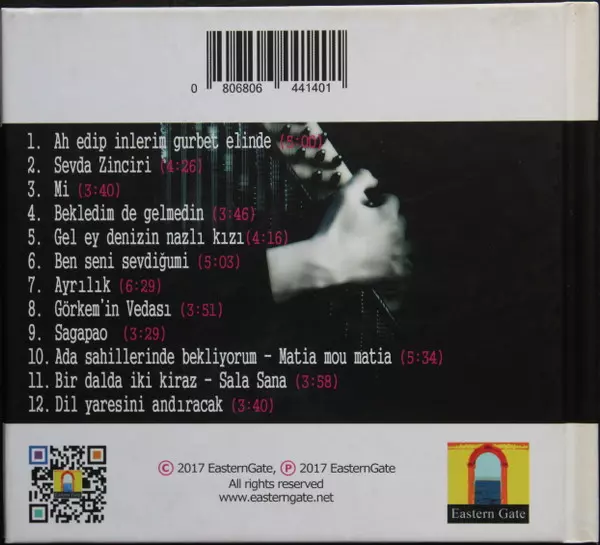 0 806806 441401
1. Ah edip inlerim gurbet elinde (5:00)
2. Sevda Zinciri (4:26)
3. Mi (3:40)
4. Bekledim de gelmedin (3:46)
5. Gel ey denizin nazlı kızı (4:16)
6. Ben seni sevdiğumi (5:03)
7. Ayrılık (6:29)
8. Görkem'in Vedası (3:51)
9. Sagapao (3:29)
10. Ada sahillerinde bekliyorum - Matia mou matia (5:34)
11. Bir dalda iki kiraz - Sala Sana (3:58)
12. Dil yaresini andıracak (3:40)
© 2017 EasternGate, ℗ 2017 EasternGate
All rights reserved
www.easterngate.net
Eastern Gate